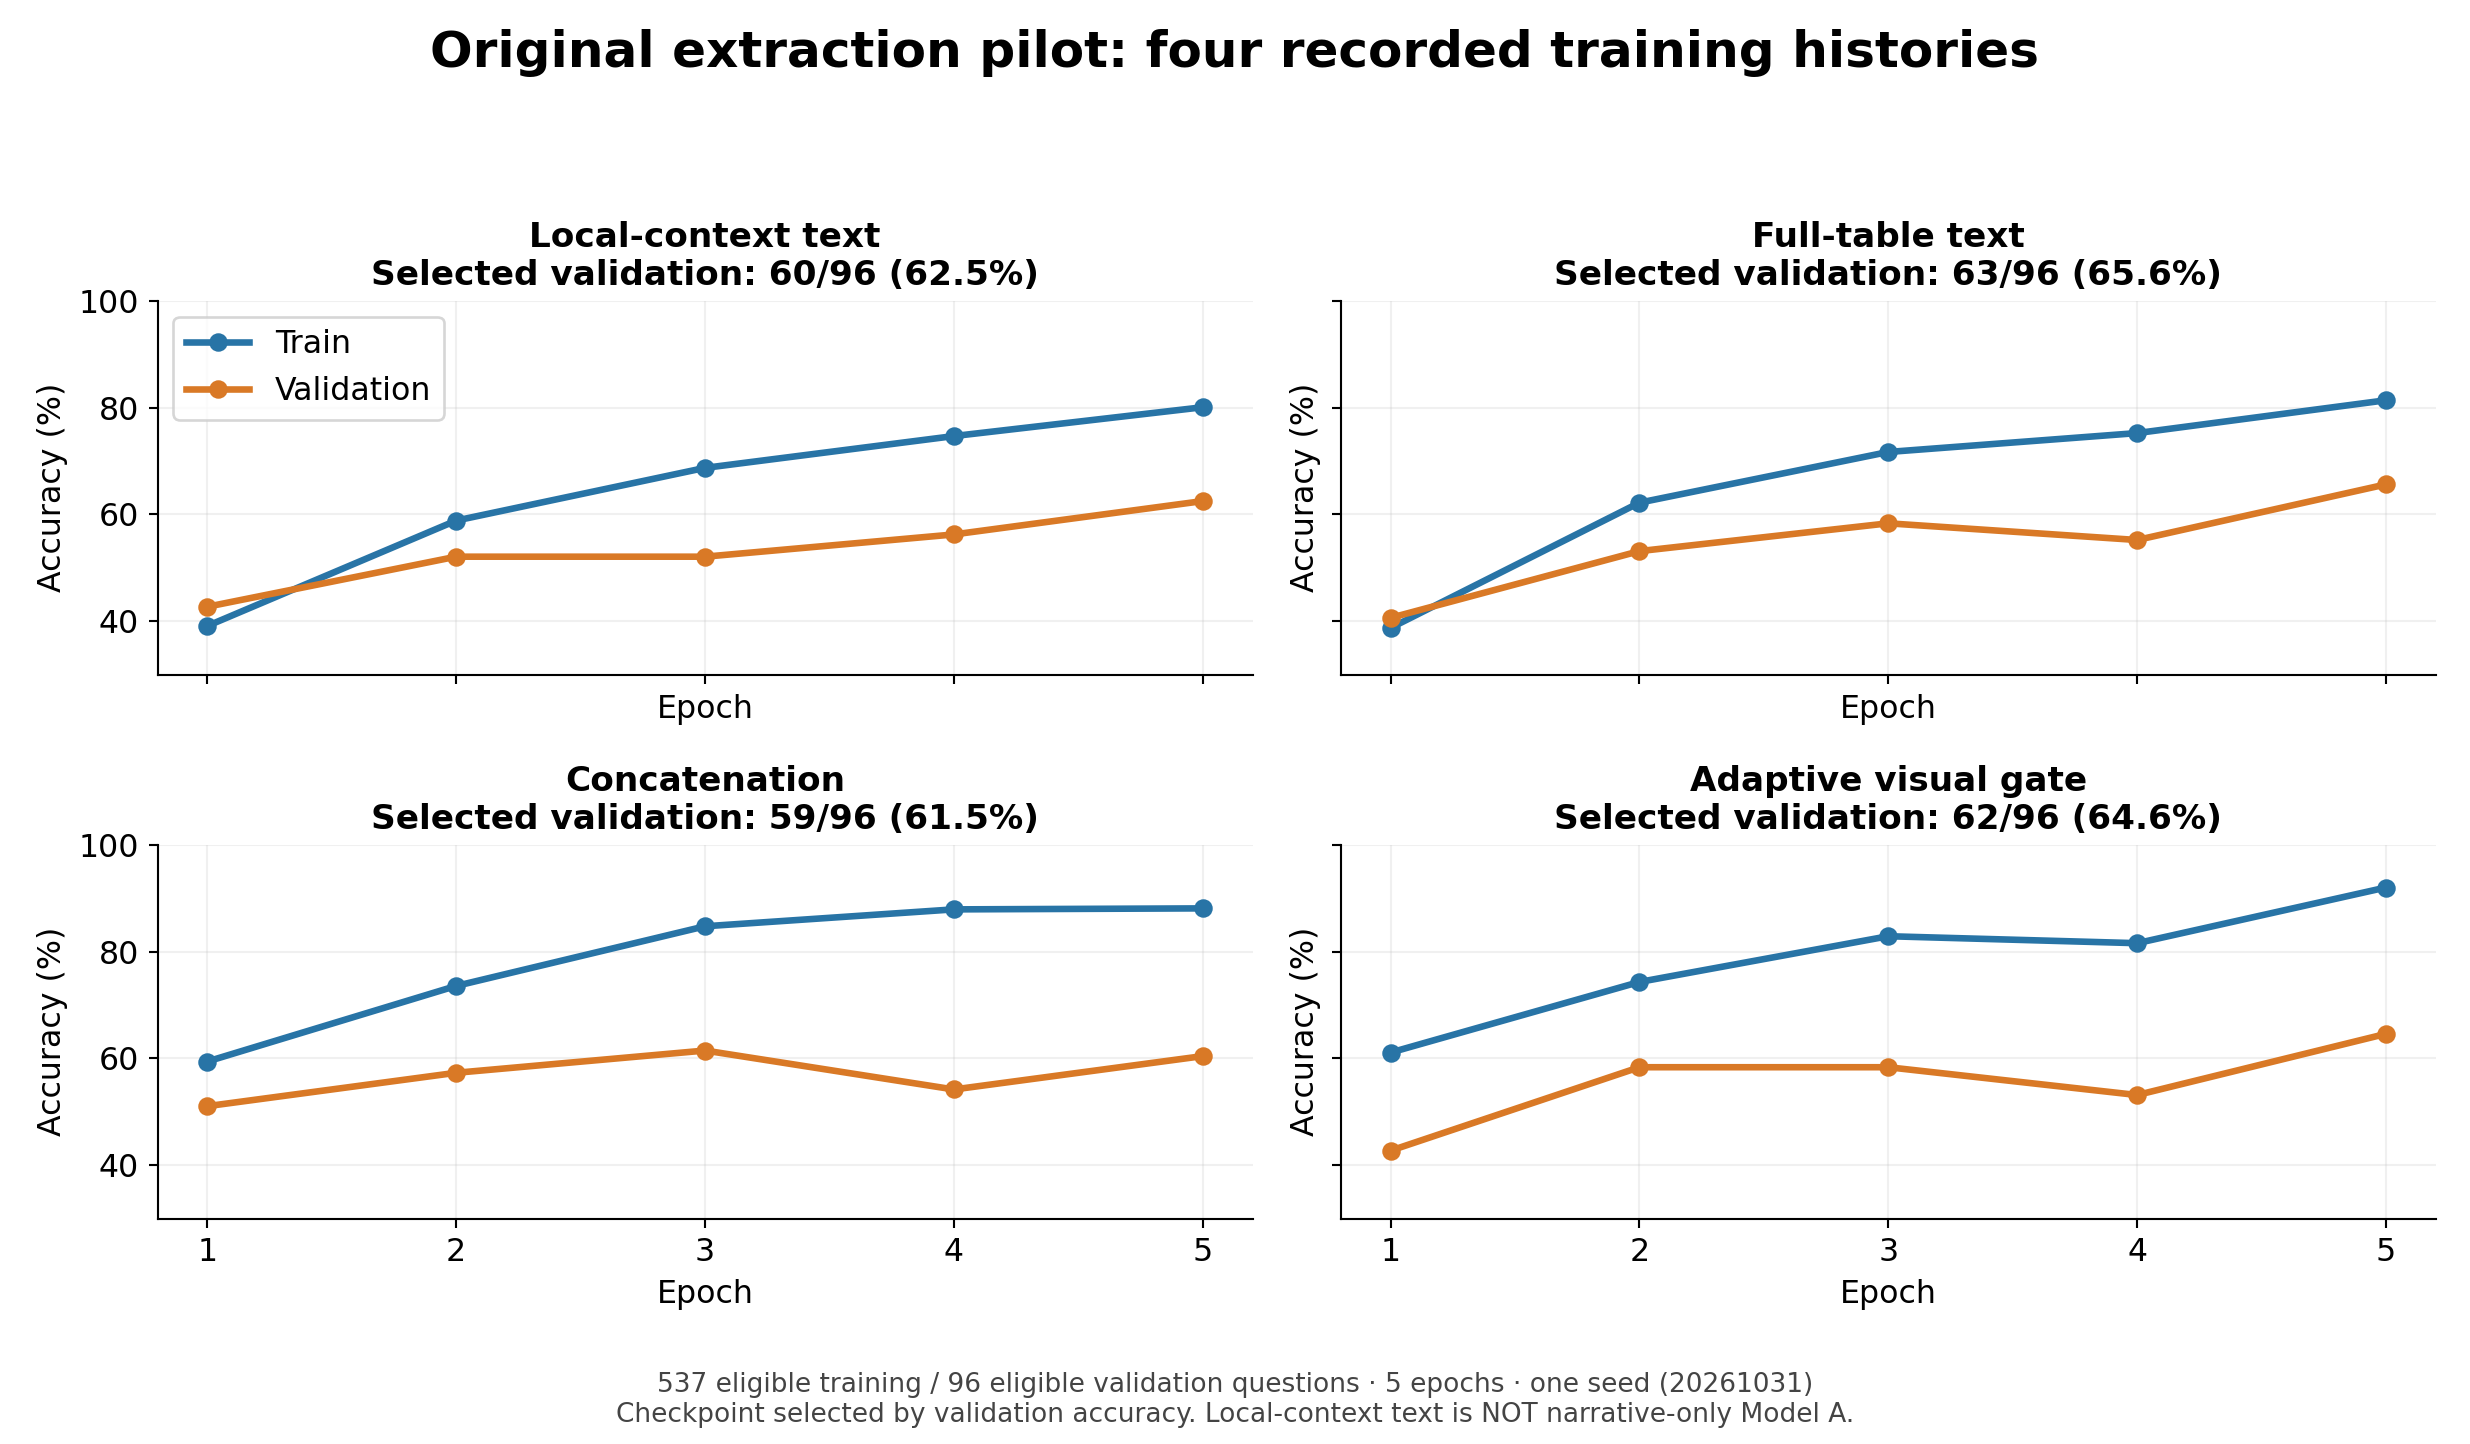 Original extraction pilot: four recorded training histories
Local-context text
Selected validation: 60/96 (62.5%)
100
80
60
40
Accuracy (%)
Train
Validation
Epoch
Full-table text
Selected validation: 63/96 (65.6%)
Accuracy (%)
Epoch
Concatenation
Selected validation: 59/96 (61.5%)
100
80
60
40
Accuracy (%)
1 2 3 4 5
Epoch
Adaptive visual gate
Selected validation: 62/96 (64.6%)
Accuracy (%)
1 2 3 4 5
Epoch
537 eligible training / 96 eligible validation questions · 5 epochs · one seed (20261031)
Checkpoint selected by validation accuracy. Local-context text is NOT narrative-only Model A.